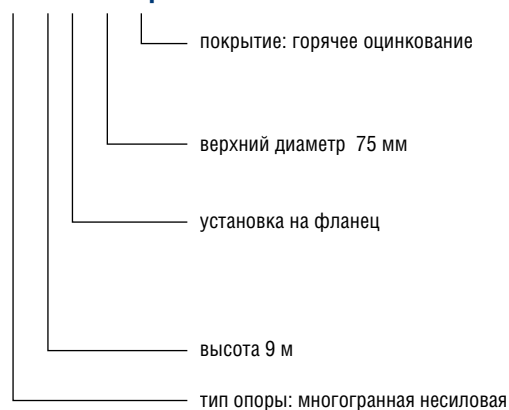 покрытие: горячее оцинкование
верхний диаметр 75 мм
установка на фланец
высота 9 м
тип опоры: многогранная несиловая